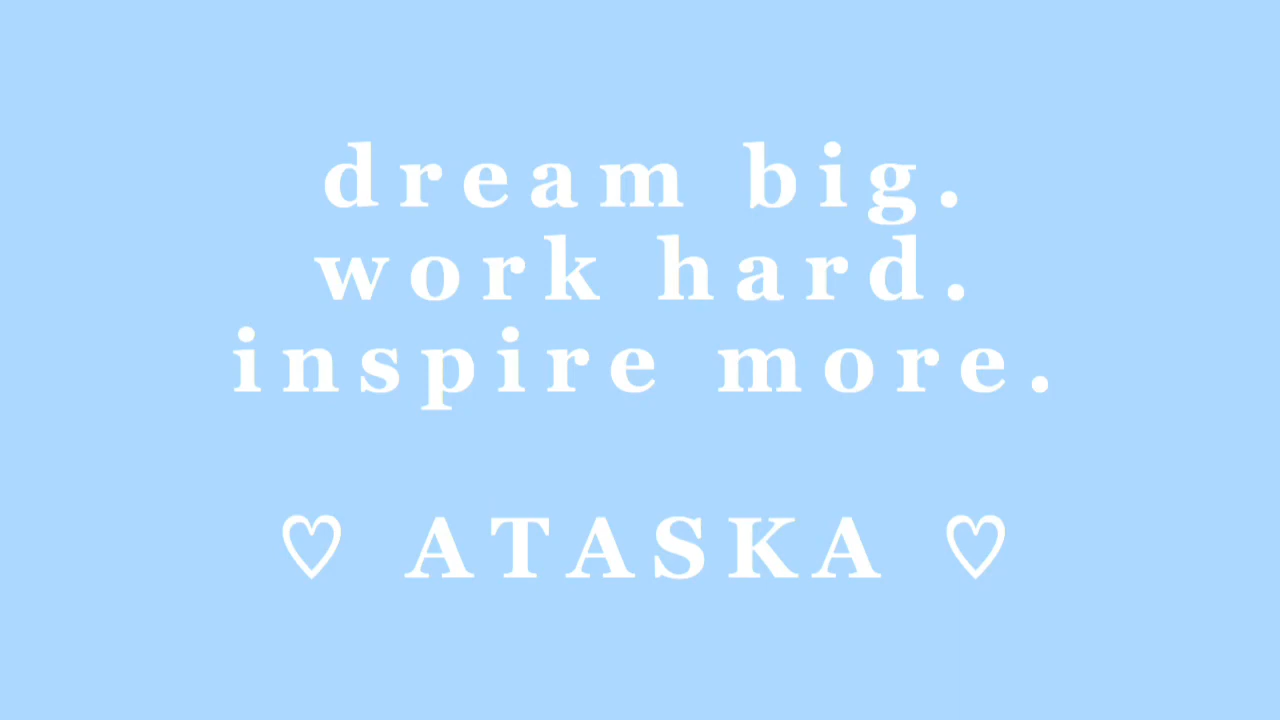 dream big.
work hard.
inspire more.
♡ ATASKA ♡